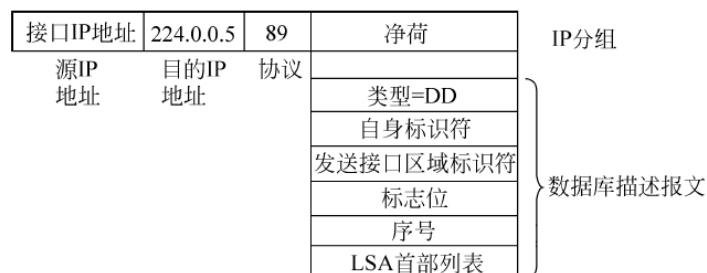 接口IP地址 224.0.0.5 89 净荷 IP分组
源IP 目的IP 协议
地址 地址
类型=DD
自身标识符
发送接口区域标识符
标志位
数据库描述报文
序号
LSA首部列表